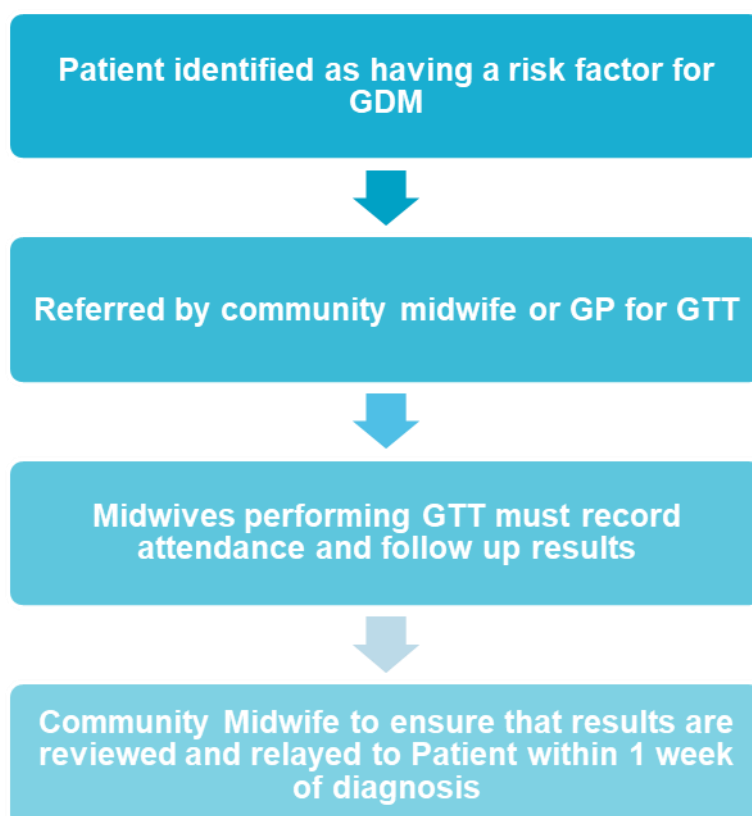 Patient identified as having a risk factor for
GDM
Referred by community midwife or GP for GTT
Midwives performing GTT must record
attendance and follow up results
Community Midwife to ensure that results are
reviewed and relayed to Patient within 1 week
of diagnosis